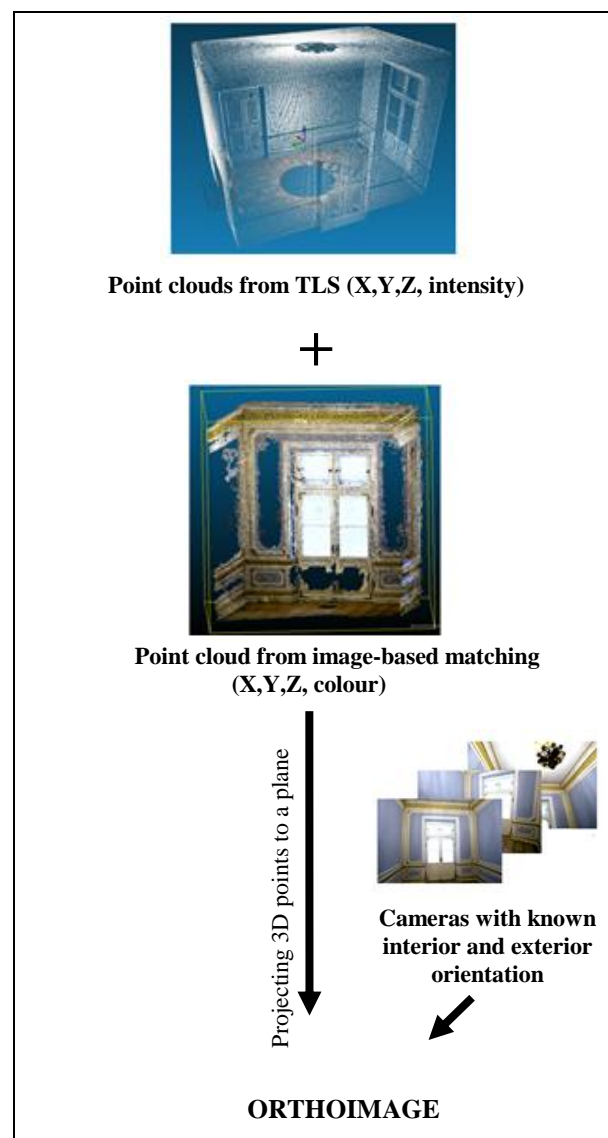 Point clouds from TLS (X,Y,Z, intensity)
+
Point cloud from image-based matching
(X,Y,Z, colour)
Projecting 3D points to a plane
Cameras with known
interior and exterior
orientation
ORTHOIMAGE